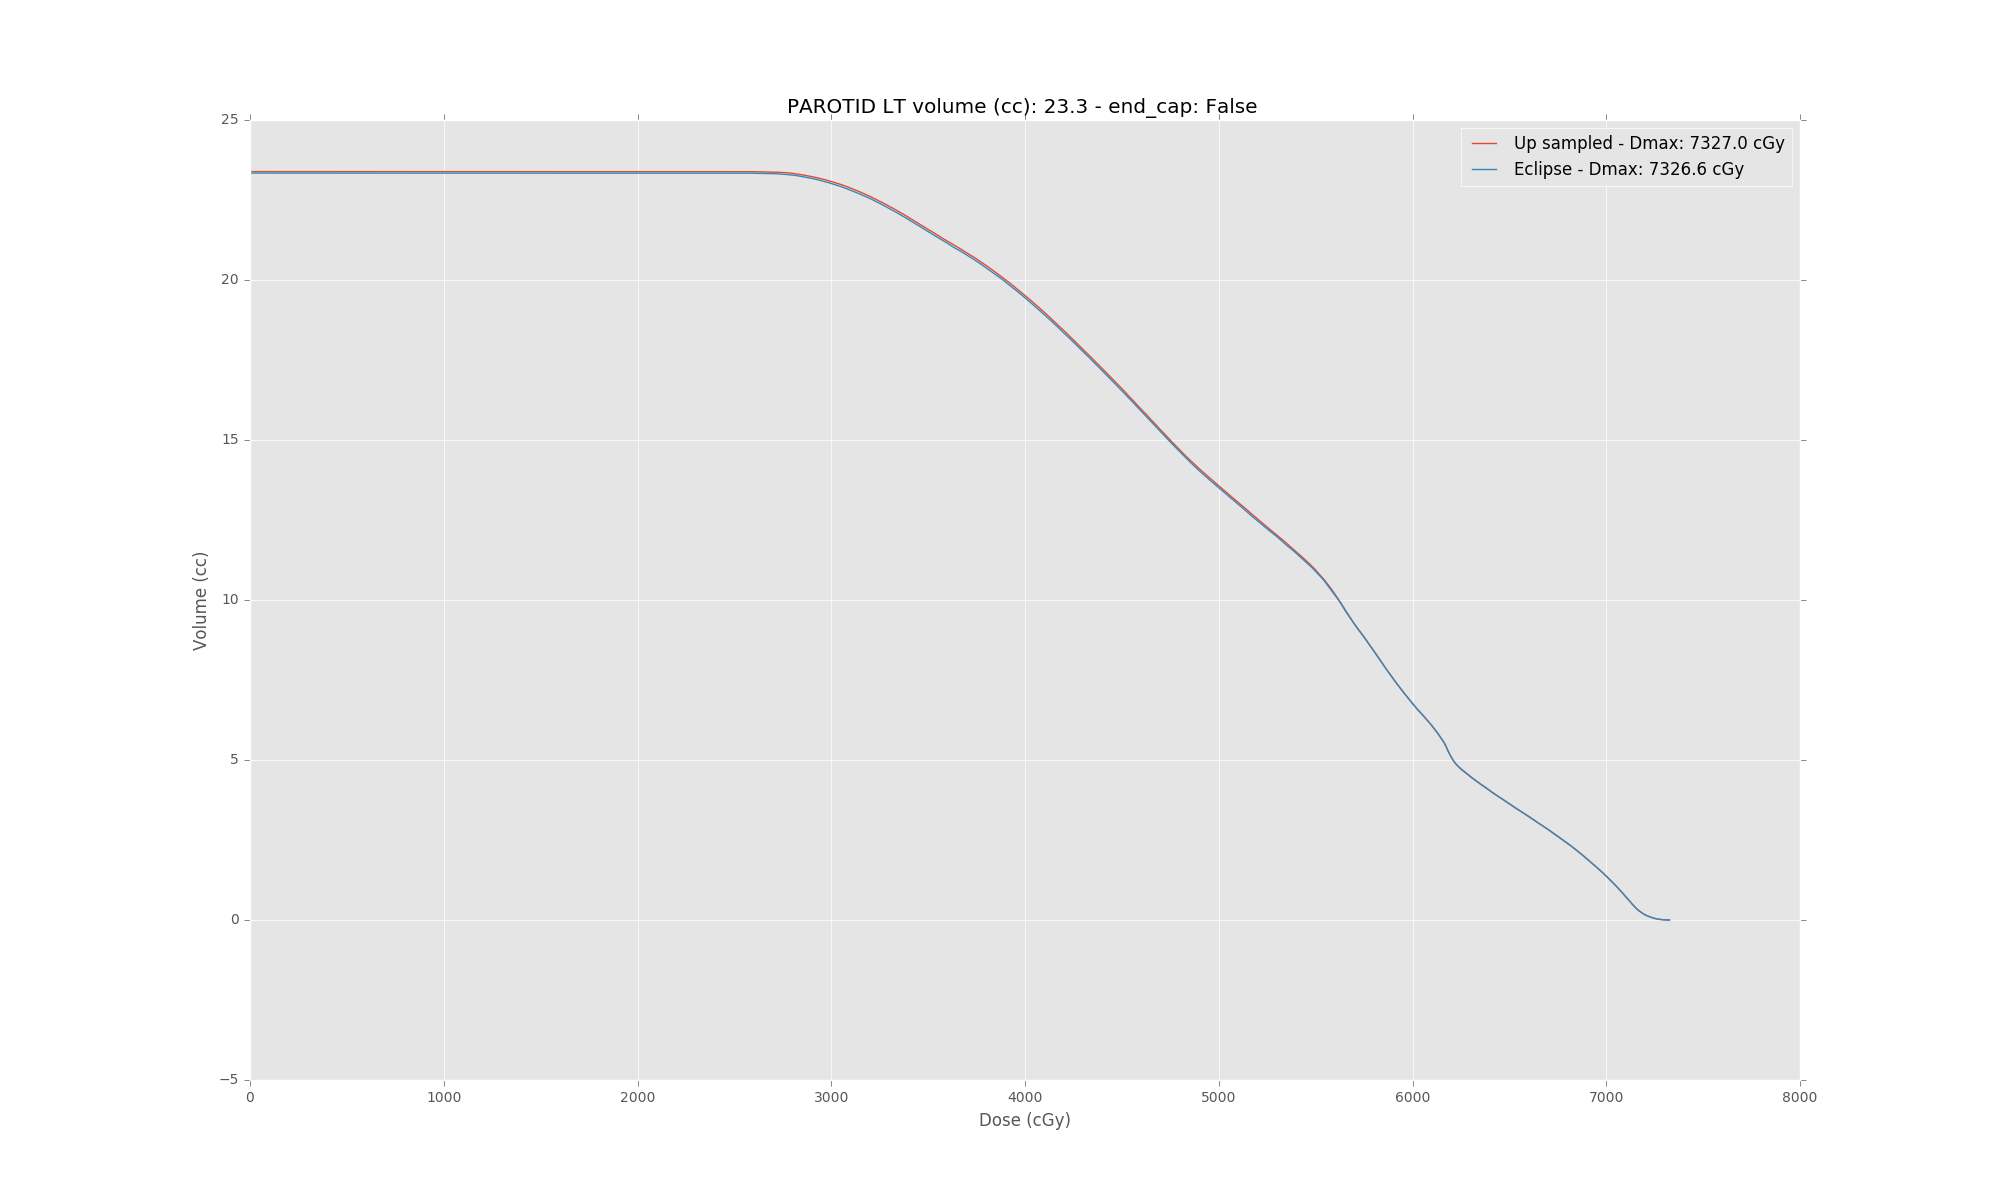 PAROTID LT volume (cc): 23.3 - end_cap: False
Up sampled - Dmax: 7327.0 cGy
Eclipse - Dmax: 7326.6 cGy
25
20
15
10
5
0
−5
Volume (cc)
0 1000 2000 3000 4000 5000 6000 7000 8000
Dose (cGy)